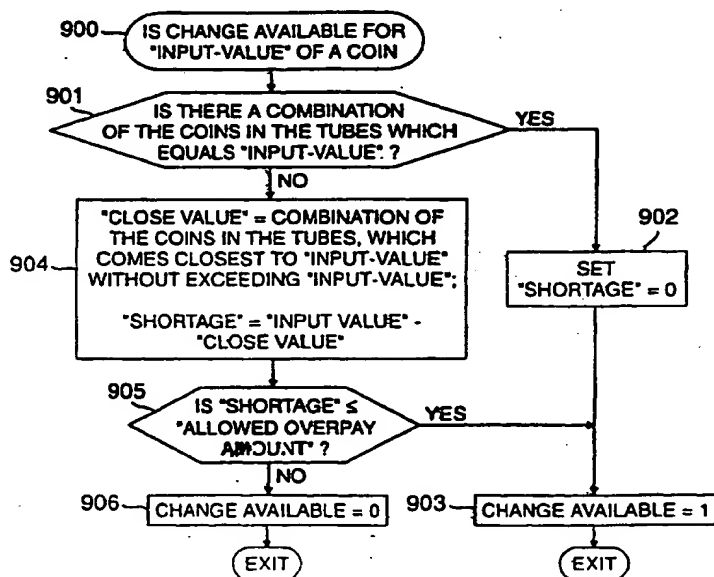 900
IS CHANGE AVAILABLE FOR
"INPUT-VALUE" OF A COIN
901
IS THERE A COMBINATION
OF THE COINS IN THE TUBES WHICH
EQUALS "INPUT-VALUE". ?
YES
NO
904
"CLOSE VALUE" = COMBINATION OF
THE COINS IN THE TUBES, WHICH
COMES CLOSEST TO "INPUT-VALUE"
WITHOUT EXCEEDING "INPUT-VALUE";
"SHORTAGE" = "INPUT VALUE" -
"CLOSE VALUE"
902
SET
"SHORTAGE" = 0
905
IS "SHORTAGE" ≤
"ALLOWED OVERPAY
AMOUNT" ?
YES
NO
906
CHANGE AVAILABLE = 0
903
CHANGE AVAILABLE = 1
EXIT
EXIT